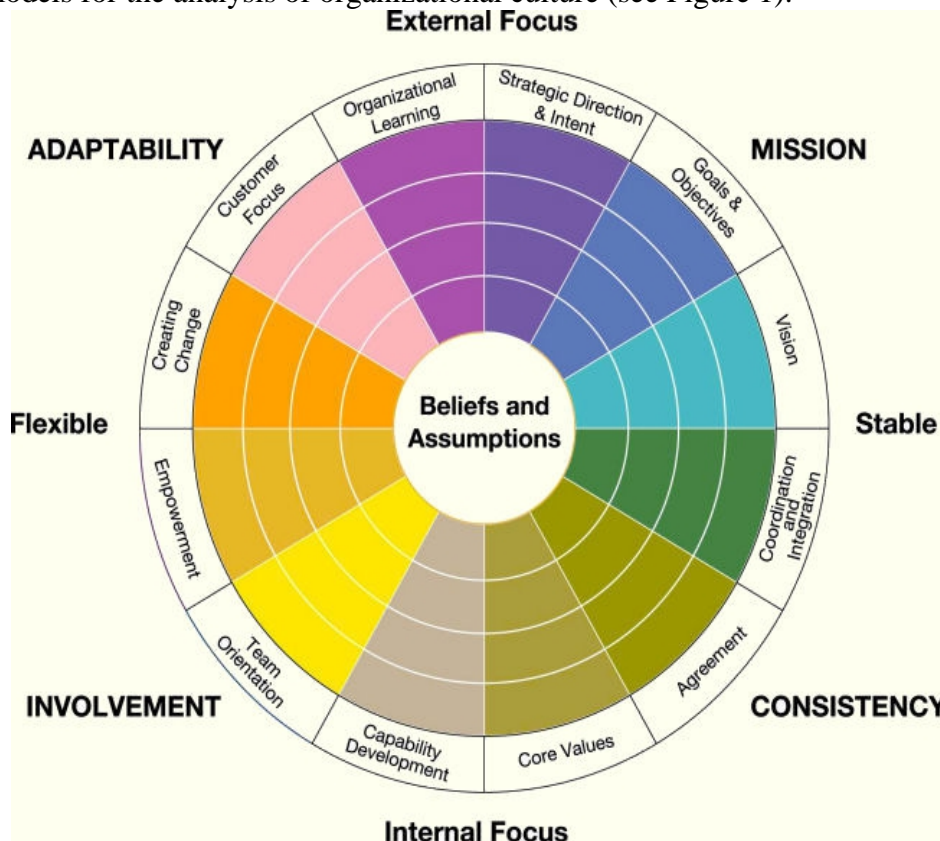 models for the analysis of organizational culture (see Figure 1).
External Focus
Organizational
Learning
Strategic Direction
& Intent
ADAPTABILITY
MISSION
Customer
Focus
Goals &
Objectives
Creating
Change
Vision
Flexible
Beliefs and
Assumptions
Stable
Empowerment
Coordination
and
Integration
Team
Orientation
Agreement
INVOLVEMENT
CONSISTENCY
Capability
Development
Core Values
Internal Focus